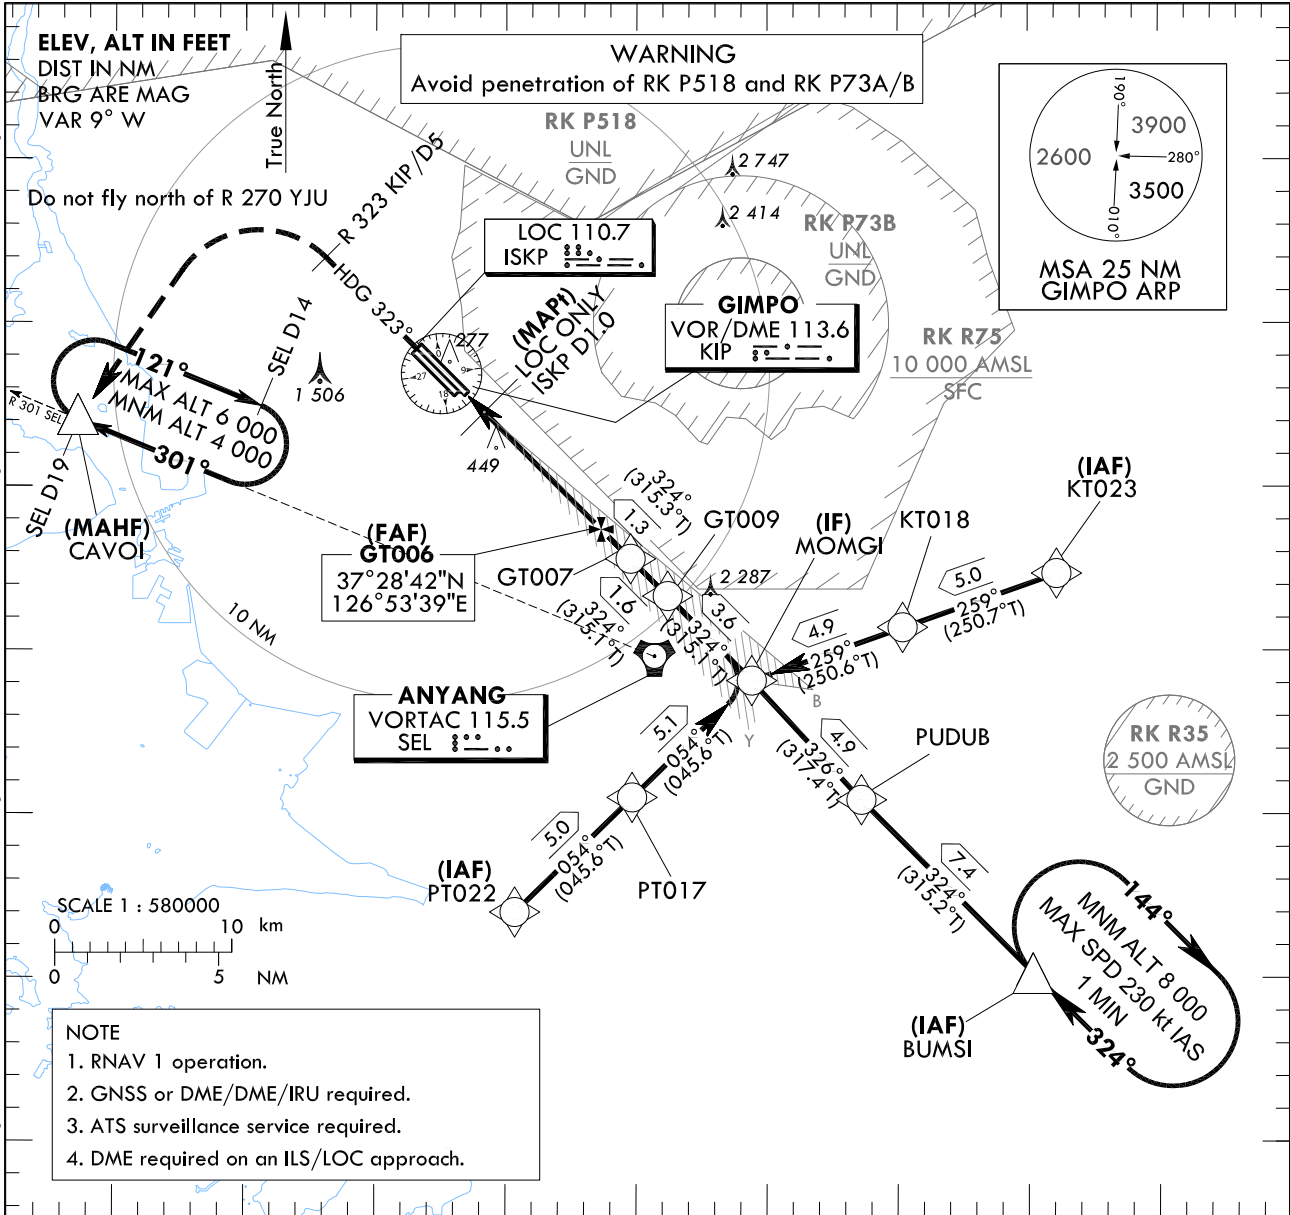 ELEV, ALT IN FEET
DIST IN NM
BRG ARE MAG
VAR 9° W
True North
WARNING
Avoid penetration of RK P518 and RK P73A/B
RK P518
UNL
GND
190°
3900
2600
280°
3500
010°
MSA 25 NM
GIMPO ARP
Do not fly north of R 270 YJU
R 323 KIP/D5
HDG 323°
2 747
2 414
RK P73B
UNL
GND
LOC 110.7
ISKP
(MAPt)
LOC ONLY
ISKP D1.0
GIMPO
VOR/DME 113.6
KIP
RK R75
10 000 AMSL
SFC
277
0
9
18
27
SEL D14
1 506
121°
MAX ALT 6 000
MNM ALT 4 000
301°
R 301 SEL
SEL D19
(MAHF)
CAVOI
449
10 NM
(FAF)
GT006
37°28'42"N
126°53'39"E
GT007
324°
(315.3°T)
1.3
GT009
1.6
324°
(315.1°T)
2 287
3.6
324°
(315.1°T)
(IF)
MOMGI
KT018
(IAF)
KT023
5.0
259°
(250.7°T)
4.9
259°
(250.6°T)
B
Y
ANYANG
VORTAC 115.5
SEL
5.1
054°
(045.6°T)
4.9
326°
(317.4°T)
PUDUB
RK R35
2 500 AMSL
GND
5.0
054°
(045.6°T)
(IAF)
PT022
PT017
7.4
324°
(315.2°T)
144°
MNM ALT 8 000
MAX SPD 230 kt IAS
1 MIN
324°
(IAF)
BUMSI
SCALE 1 : 580000
0 10 km
0 5 NM
NOTE
1. RNAV 1 operation.
2. GNSS or DME/DME/IRU required.
3. ATS surveillance service required.
4. DME required on an ILS/LOC approach.